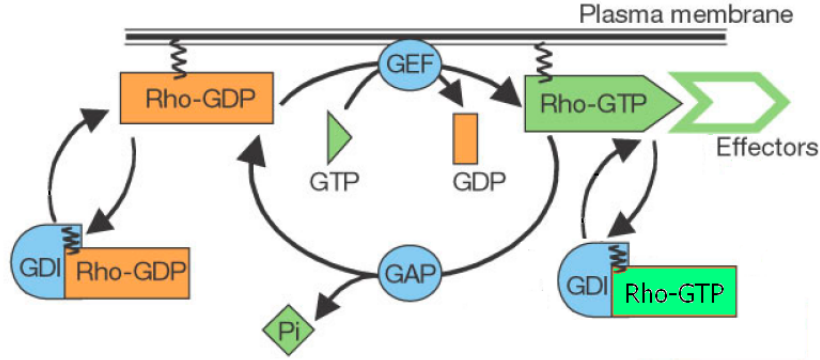 Plasma membrane
GEF
Rho-GDP
Rho-GTP
Effectors
GTP
GDP
GDI
Rho-GDP
GAP
GDI
Rho-GTP
Pi